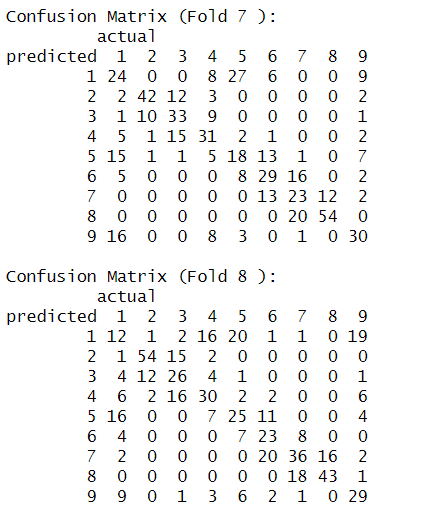 Confusion Matrix (Fold 7 ):
         actual
predicted  1  2  3  4  5  6  7  8  9
        1 24  0  0  8 27  6  0  0  9
        2  2 42 12  3  0  0  0  0  2
        3  1 10 33  9  0  0  0  0  1
        4  5  1 15 31  2  1  0  0  2
        5 15  1  1  5 18 13  1  0  7
        6  5  0  0  0  8 29 16  0  2
        7  0  0  0  0  0 13 23 12  2
        8  0  0  0  0  0  0 20 54  0
        9 16  0  0  8  3  0  1  0 30

Confusion Matrix (Fold 8 ):
         actual
predicted  1  2  3  4  5  6  7  8  9
        1 12  1  2 16 20  1  1  0 19
        2  1 54 15  2  0  0  0  0  0
        3  4 12 26  4  1  0  0  0  1
        4  6  2 16 30  2  2  0  0  6
        5 16  0  0  7 25 11  0  0  4
        6  4  0  0  0  7 23  8  0  0
        7  2  0  0  0  0 20 36 16  2
        8  0  0  0  0  0  0 18 43  1
        9  9  0  1  3  6  2  1  0 29